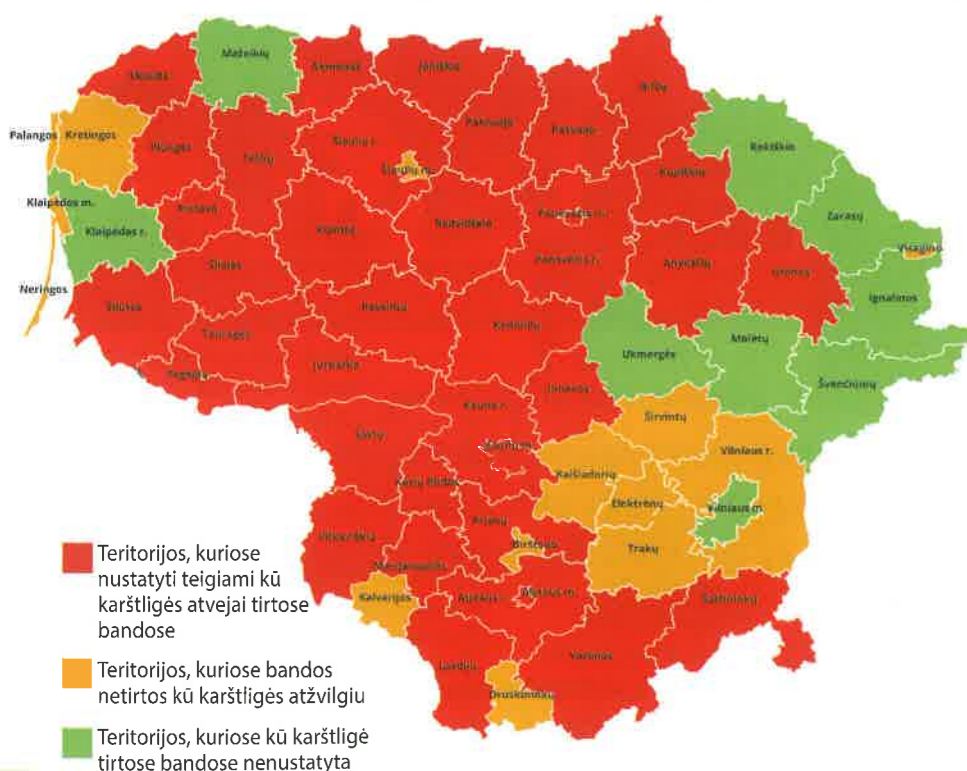 Skuodo
Mažeikių
Akmenės
Joniškio
Biržų
Palangos
Kretingos
Plungės
Telšių
Šiaulių r.
Šiaulių m.
Pakruojo
Pasvalio
Rokiškio
Kupiškio
Klaipėdos m.
Klaipėdos r.
Rietavo
Kelmės
Radviliškio
Panevėžio m.
Panevėžio r.
Anykščių
Utenos
Zarasų
Visagino
Ignalinos
Neringos
Šilutės
Šilalės
Tauragės
Raseinių
Kėdainių
Ukmergės
Molėtų
Švenčionių
Pagėgių
Jurbarko
Jonavos
Širvintų
Šakių
Kauno r.
Kauno m.
Kaišiadorių
Vilniaus r.
Elektrėnų
Vilniaus m.
Kazlų Rūdos
Prienų
Birštono
Trakų
Vilkaviškio
Marijampolės
Kalvarijos
Alytaus r.
Alytaus m.
Šalčininkų
Lazdijų
Varėnos
Druskininkų
Teritorijos, kuriose
nustatyti teigiami kū
karštligės atvejai tirtose
bandose
Teritorijos, kuriose bandos
netirtos kū karštligės atžvilgiu
Teritorijos, kuriose kū karštligė
tirtose bandose nenustatyta